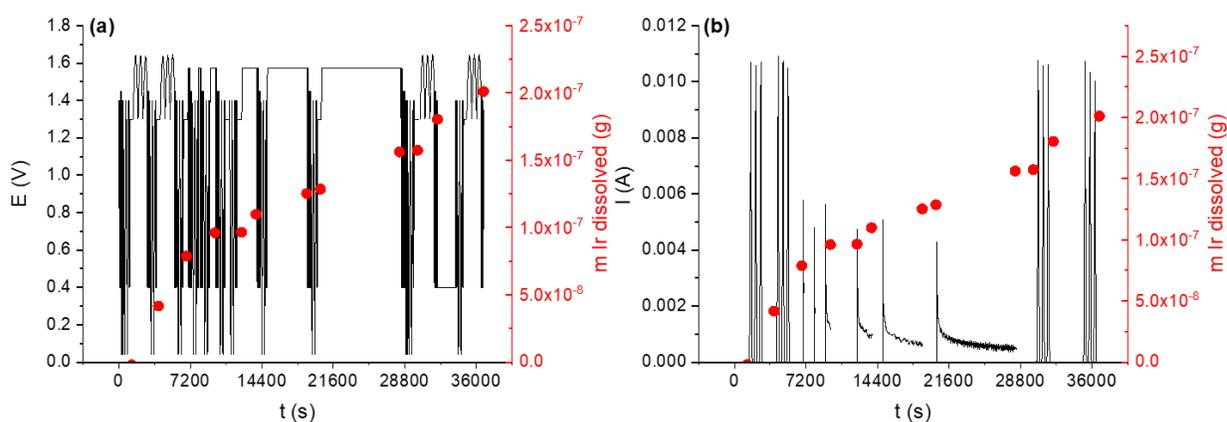 (a)
1.8
1.6
1.4
1.2
1.0
0.8
0.6
0.4
0.2
0.0
E (V)
0 7200 14400 21600 28800 36000
t (s)
2.5x10⁻⁷
2.0x10⁻⁷
1.5x10⁻⁷
1.0x10⁻⁷
5.0x10⁻⁸
0.0
m Ir dissolved (g)
(b)
0.012
0.010
0.008
0.006
0.004
0.002
0.000
I (A)
0 7200 14400 21600 28800 36000
t (s)
2.5x10⁻⁷
2.0x10⁻⁷
1.5x10⁻⁷
1.0x10⁻⁷
5.0x10⁻⁸
0.0
m Ir dissolved (g)